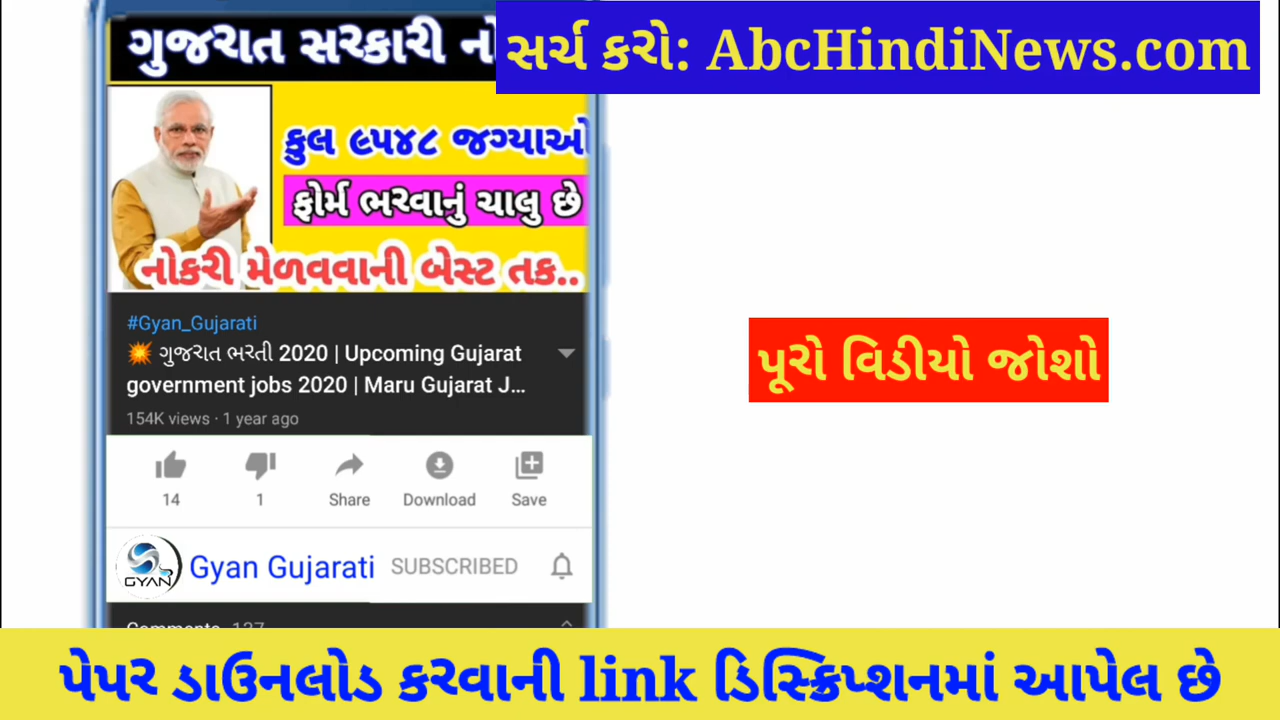 ગુજરાત સરકારી
સર્ચ કરો: AbcHindiNews.com
કુલ ૯૫૪૮ જગ્યાઓ
ફોર્મ ભરવાનું ચાલુ છે
નોકરી મેળવવાની બેસ્ટ તક..
#Gyan_Gujarati
💥 ગુજરાત ભરતી 2020 | Upcoming Gujarat
government jobs 2020 | Maru Gujarat J...
154K views · 1 year ago
પૂરો વિડીયો જોશો
14 1 Share Download Save
GYAN
Gyan Gujarati SUBSCRIBED
પેપર ડાઉનલોડ કરવાની link ડિસ્ક્રિપ્શનમાં આપેલ છે